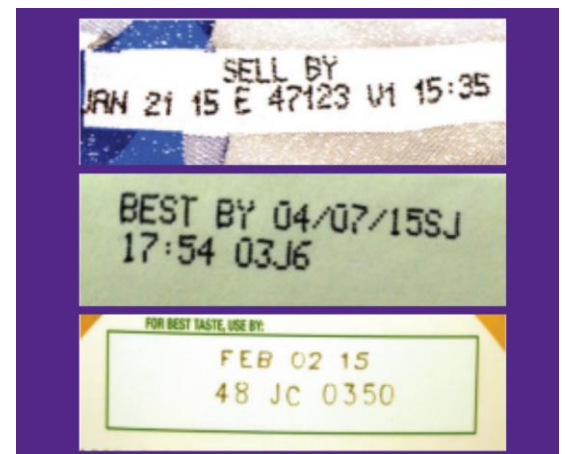 SELL BY
JAN 21 15 E 47123 V1 15:35
BEST BY 04/07/15SJ
17:54 03J6
FOR BEST TASTE, USE BY:
FEB 02 15
48 JC 0350